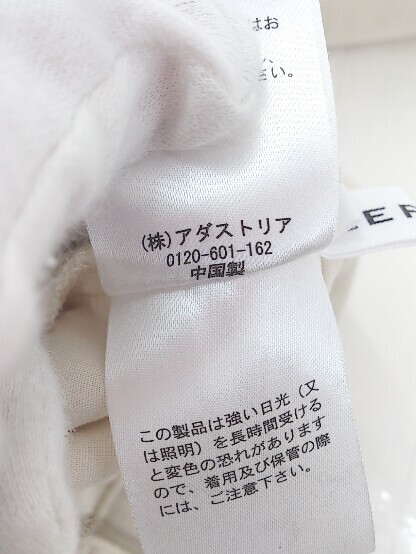 はお
い。
(株)アダストリア
0120-601-162
中国製
ER
この製品は強い日光(又
は照明)を長時間受ける
と変色の恐れがあります
ので、着用及び保管の際
には、ご注意下さい。